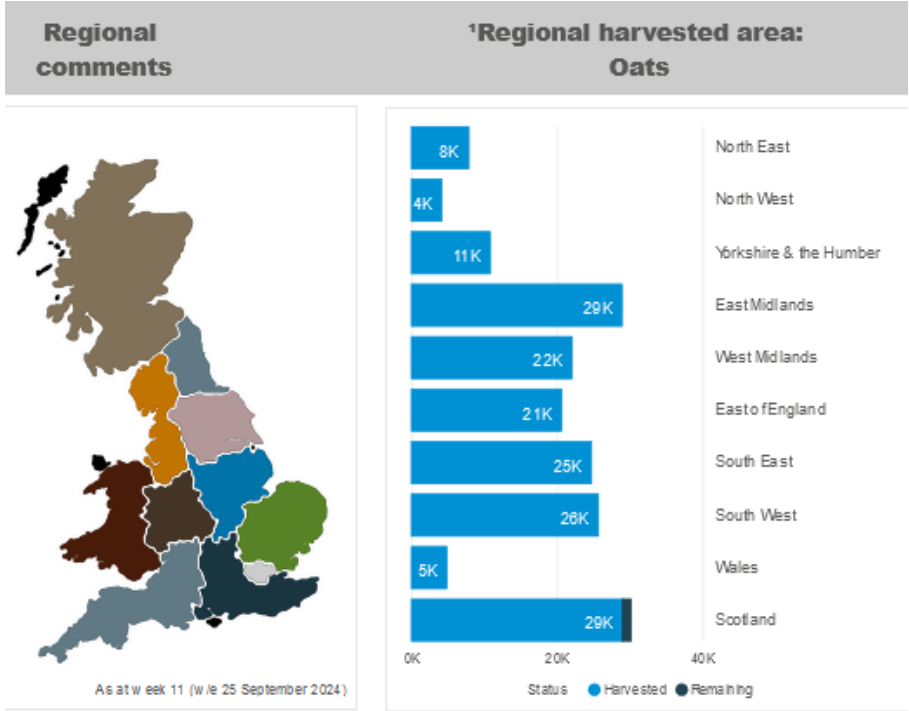 Regional
comments
¹Regional harvested area:
Oats
8K North East
4K North West
11K Yorkshire & the Humber
29K East Midlands
22K West Midlands
21K East of England
25K South East
26K South West
5K Wales
29K Scotland
0K 20K 40K
As at week 11 (w/e 25 September 2024)
Status Harvested Remaining